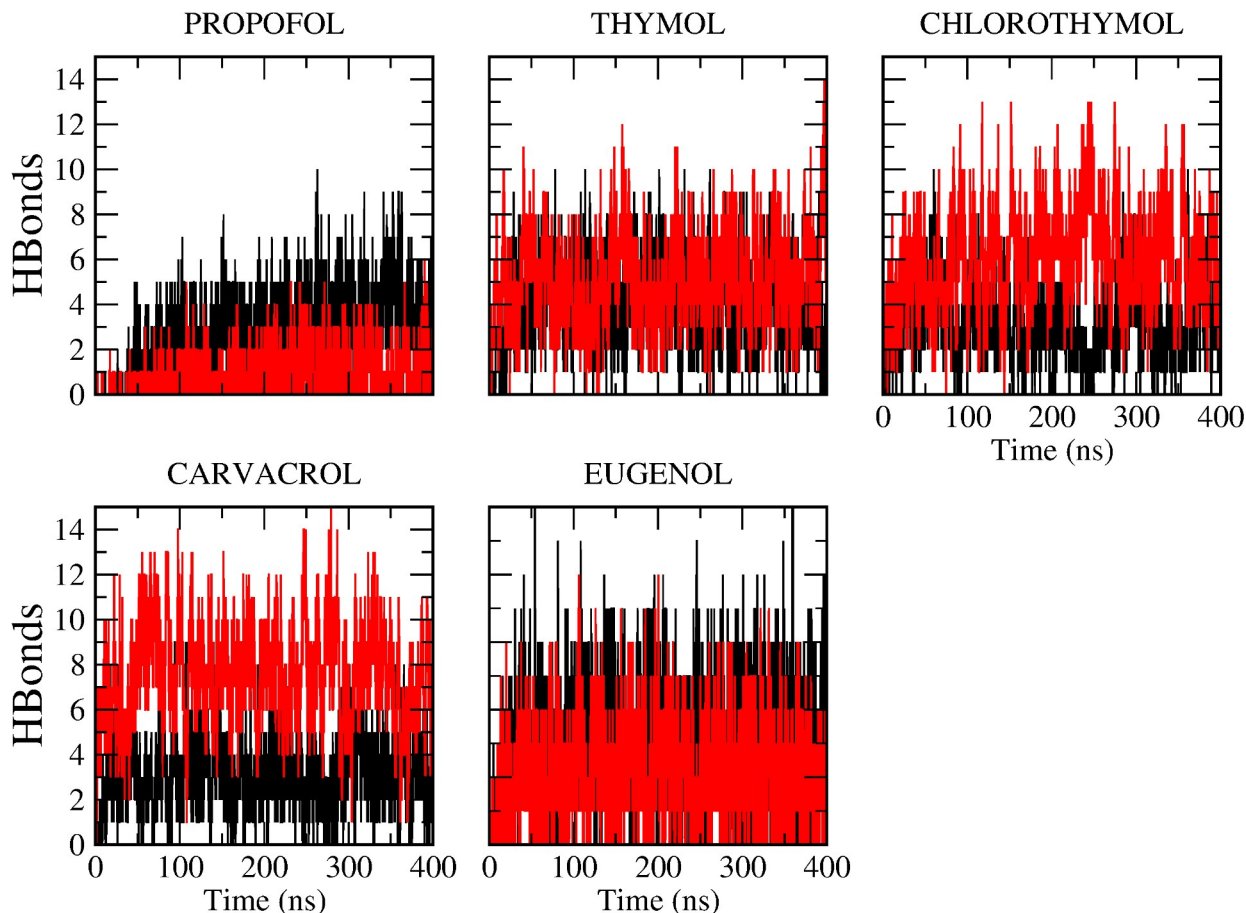 PROPOFOL THYMOL CHLOROTHYMOL
14
12
10
8
6
4
2
0
HBonds
0 100 200 300 400
Time (ns)
CARVACROL EUGENOL
14
12
10
8
6
4
2
0
HBonds
0 100 200 300 400 0 100 200 300 400
Time (ns) Time (ns)